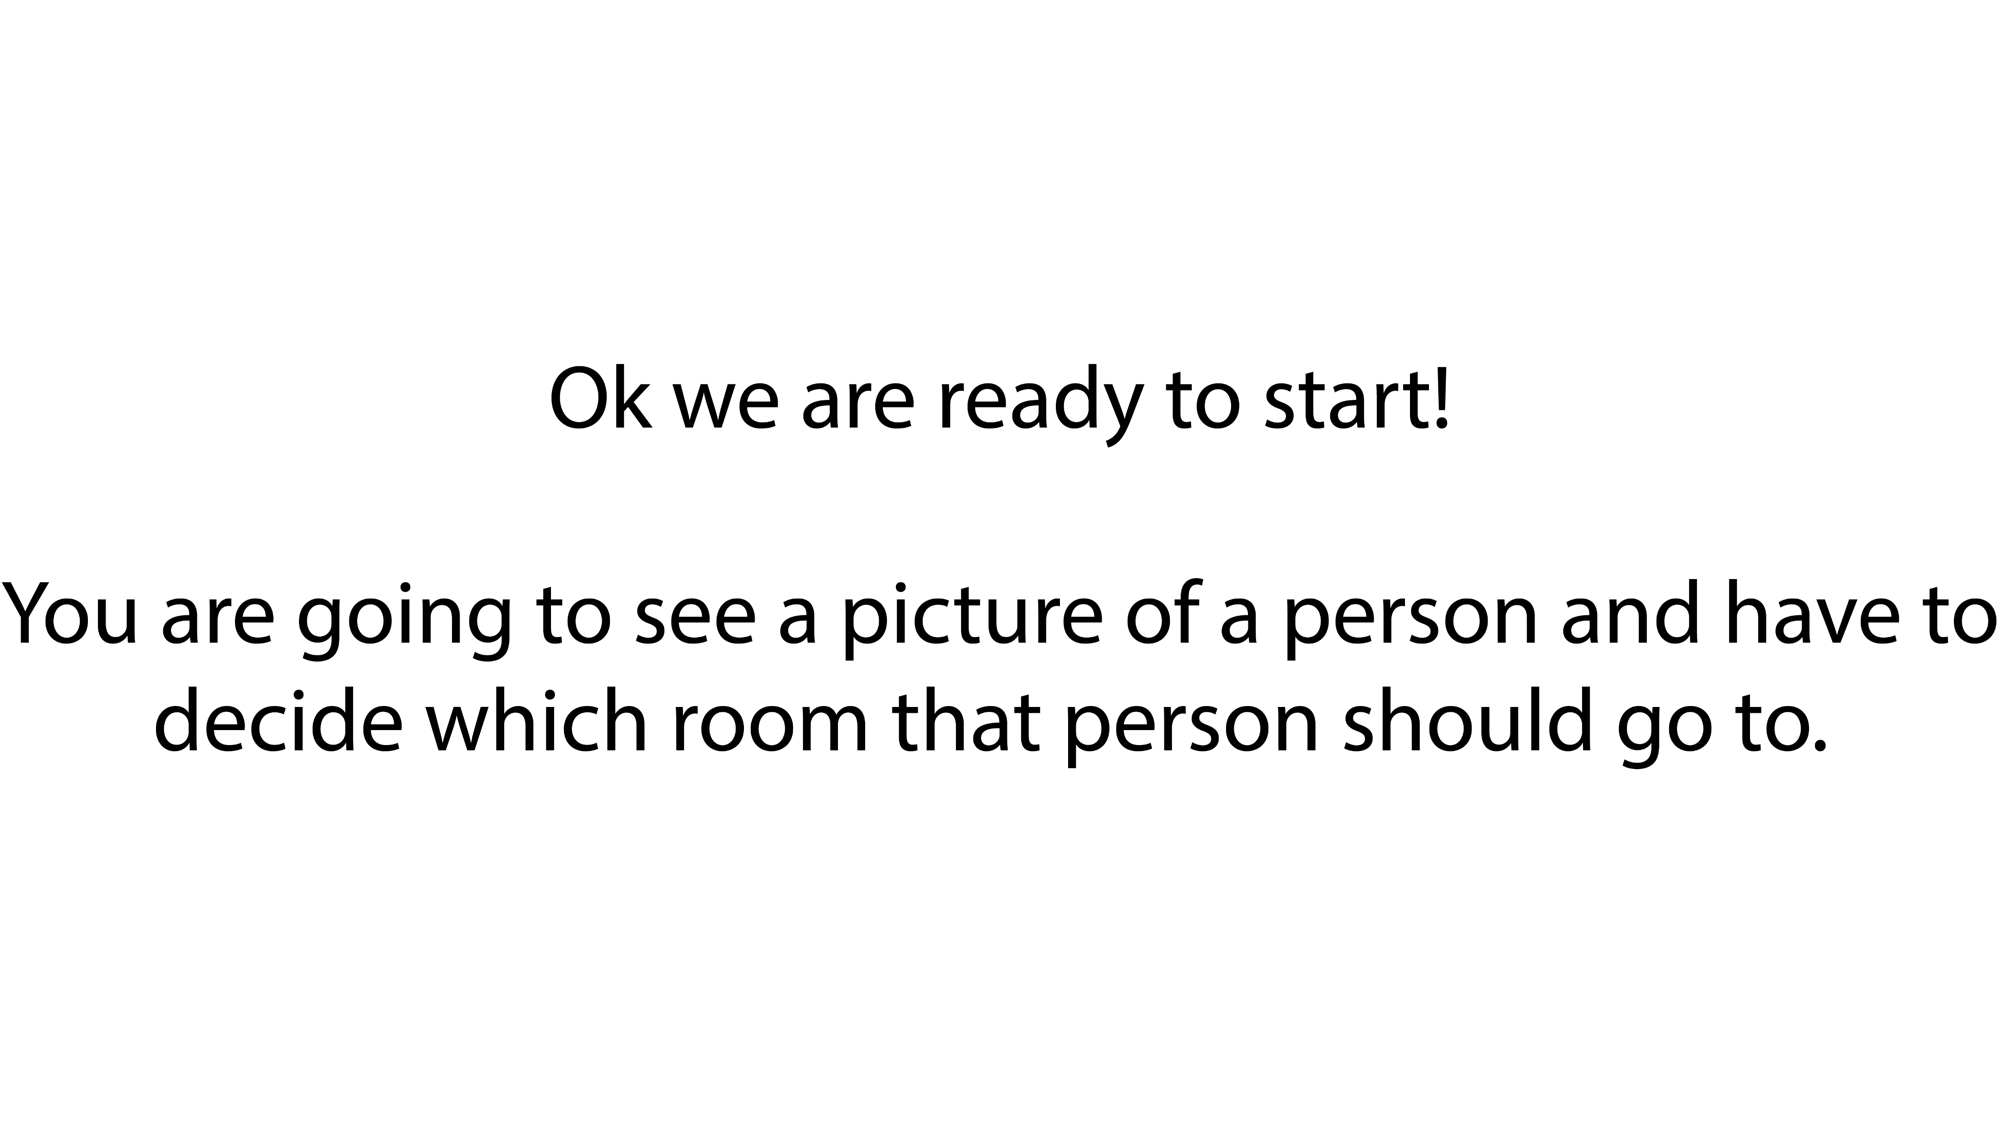 Ok we are ready to start!
You are going to see a picture of a person and have to
decide which room that person should go to.